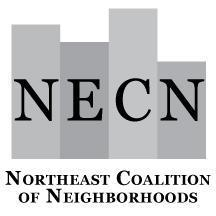 NECN
NORTHEAST COALITION
OF NEIGHBORHOODS